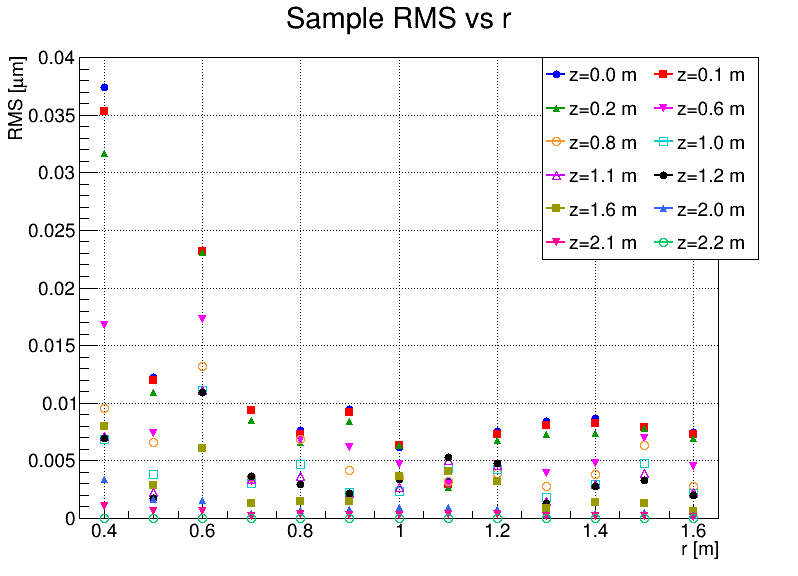 Sample RMS vs r
RMS [μm]
0.04
0.035
0.03
0.025
0.02
0.015
0.01
0.005
0
z=0.0 m z=0.1 m
z=0.2 m z=0.6 m
z=0.8 m z=1.0 m
z=1.1 m z=1.2 m
z=1.6 m z=2.0 m
z=2.1 m z=2.2 m
0.4 0.6 0.8 1 1.2 1.4 1.6
r [m]